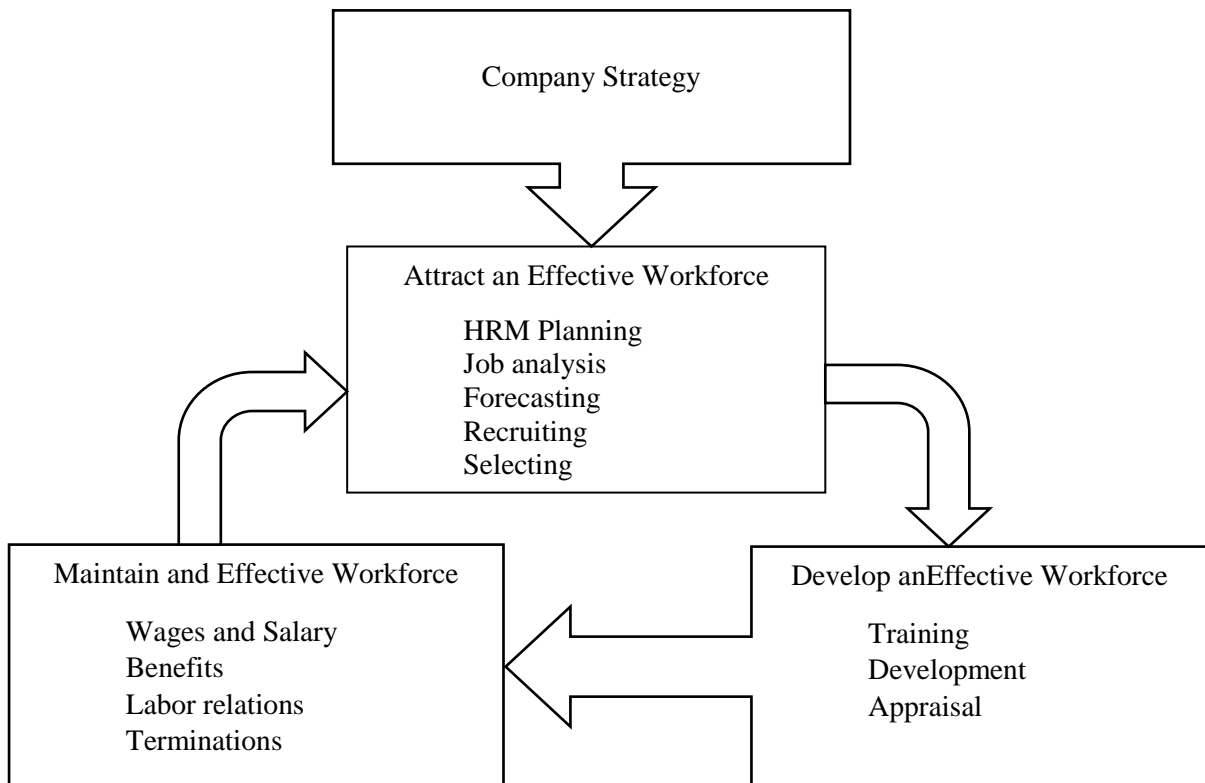 Company Strategy
Attract an Effective Workforce
HRM Planning
Job analysis
Forecasting
Recruiting
Selecting
Maintain and Effective Workforce
Wages and Salary
Benefits
Labor relations
Terminations
Develop anEffective Workforce
Training
Development
Appraisal